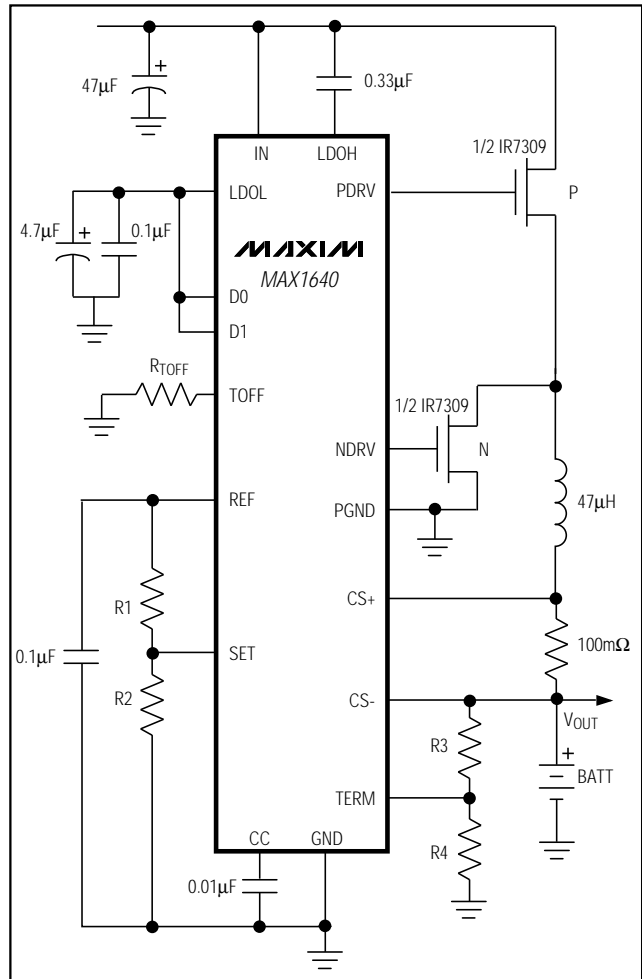 47µF
+
0.33µF
IN
LDOH
1/2 IR7309
LDOL
PDRV
P
4.7µF
+
0.1µF
MAXIM
MAX1640
D0
D1
RTOFF
TOFF
1/2 IR7309
NDRV
N
REF
PGND
47µH
R1
CS+
0.1µF
SET
100mΩ
R2
CS-
VOUT
R3
+
BATT
TERM
CC
GND
R4
0.01µF